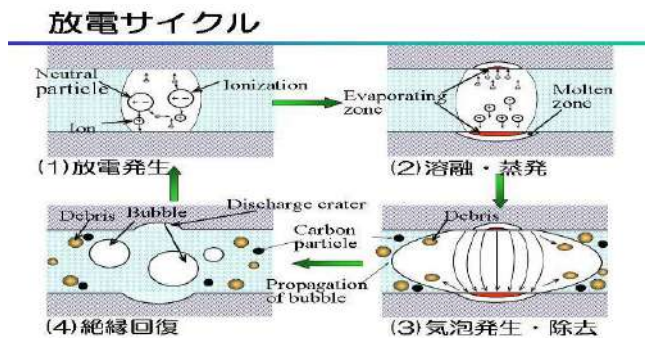 放電サイクル
Neutral
particle
Ionization
Ion
(1)放電発生
Evaporating
zone
Molten
zone
(2)溶融・蒸発
Debris
Bubble
Discharge crater
(4)絶縁回復
Carbon
particle
Propagation
of bubble
Debris
(3)気泡発生・除去